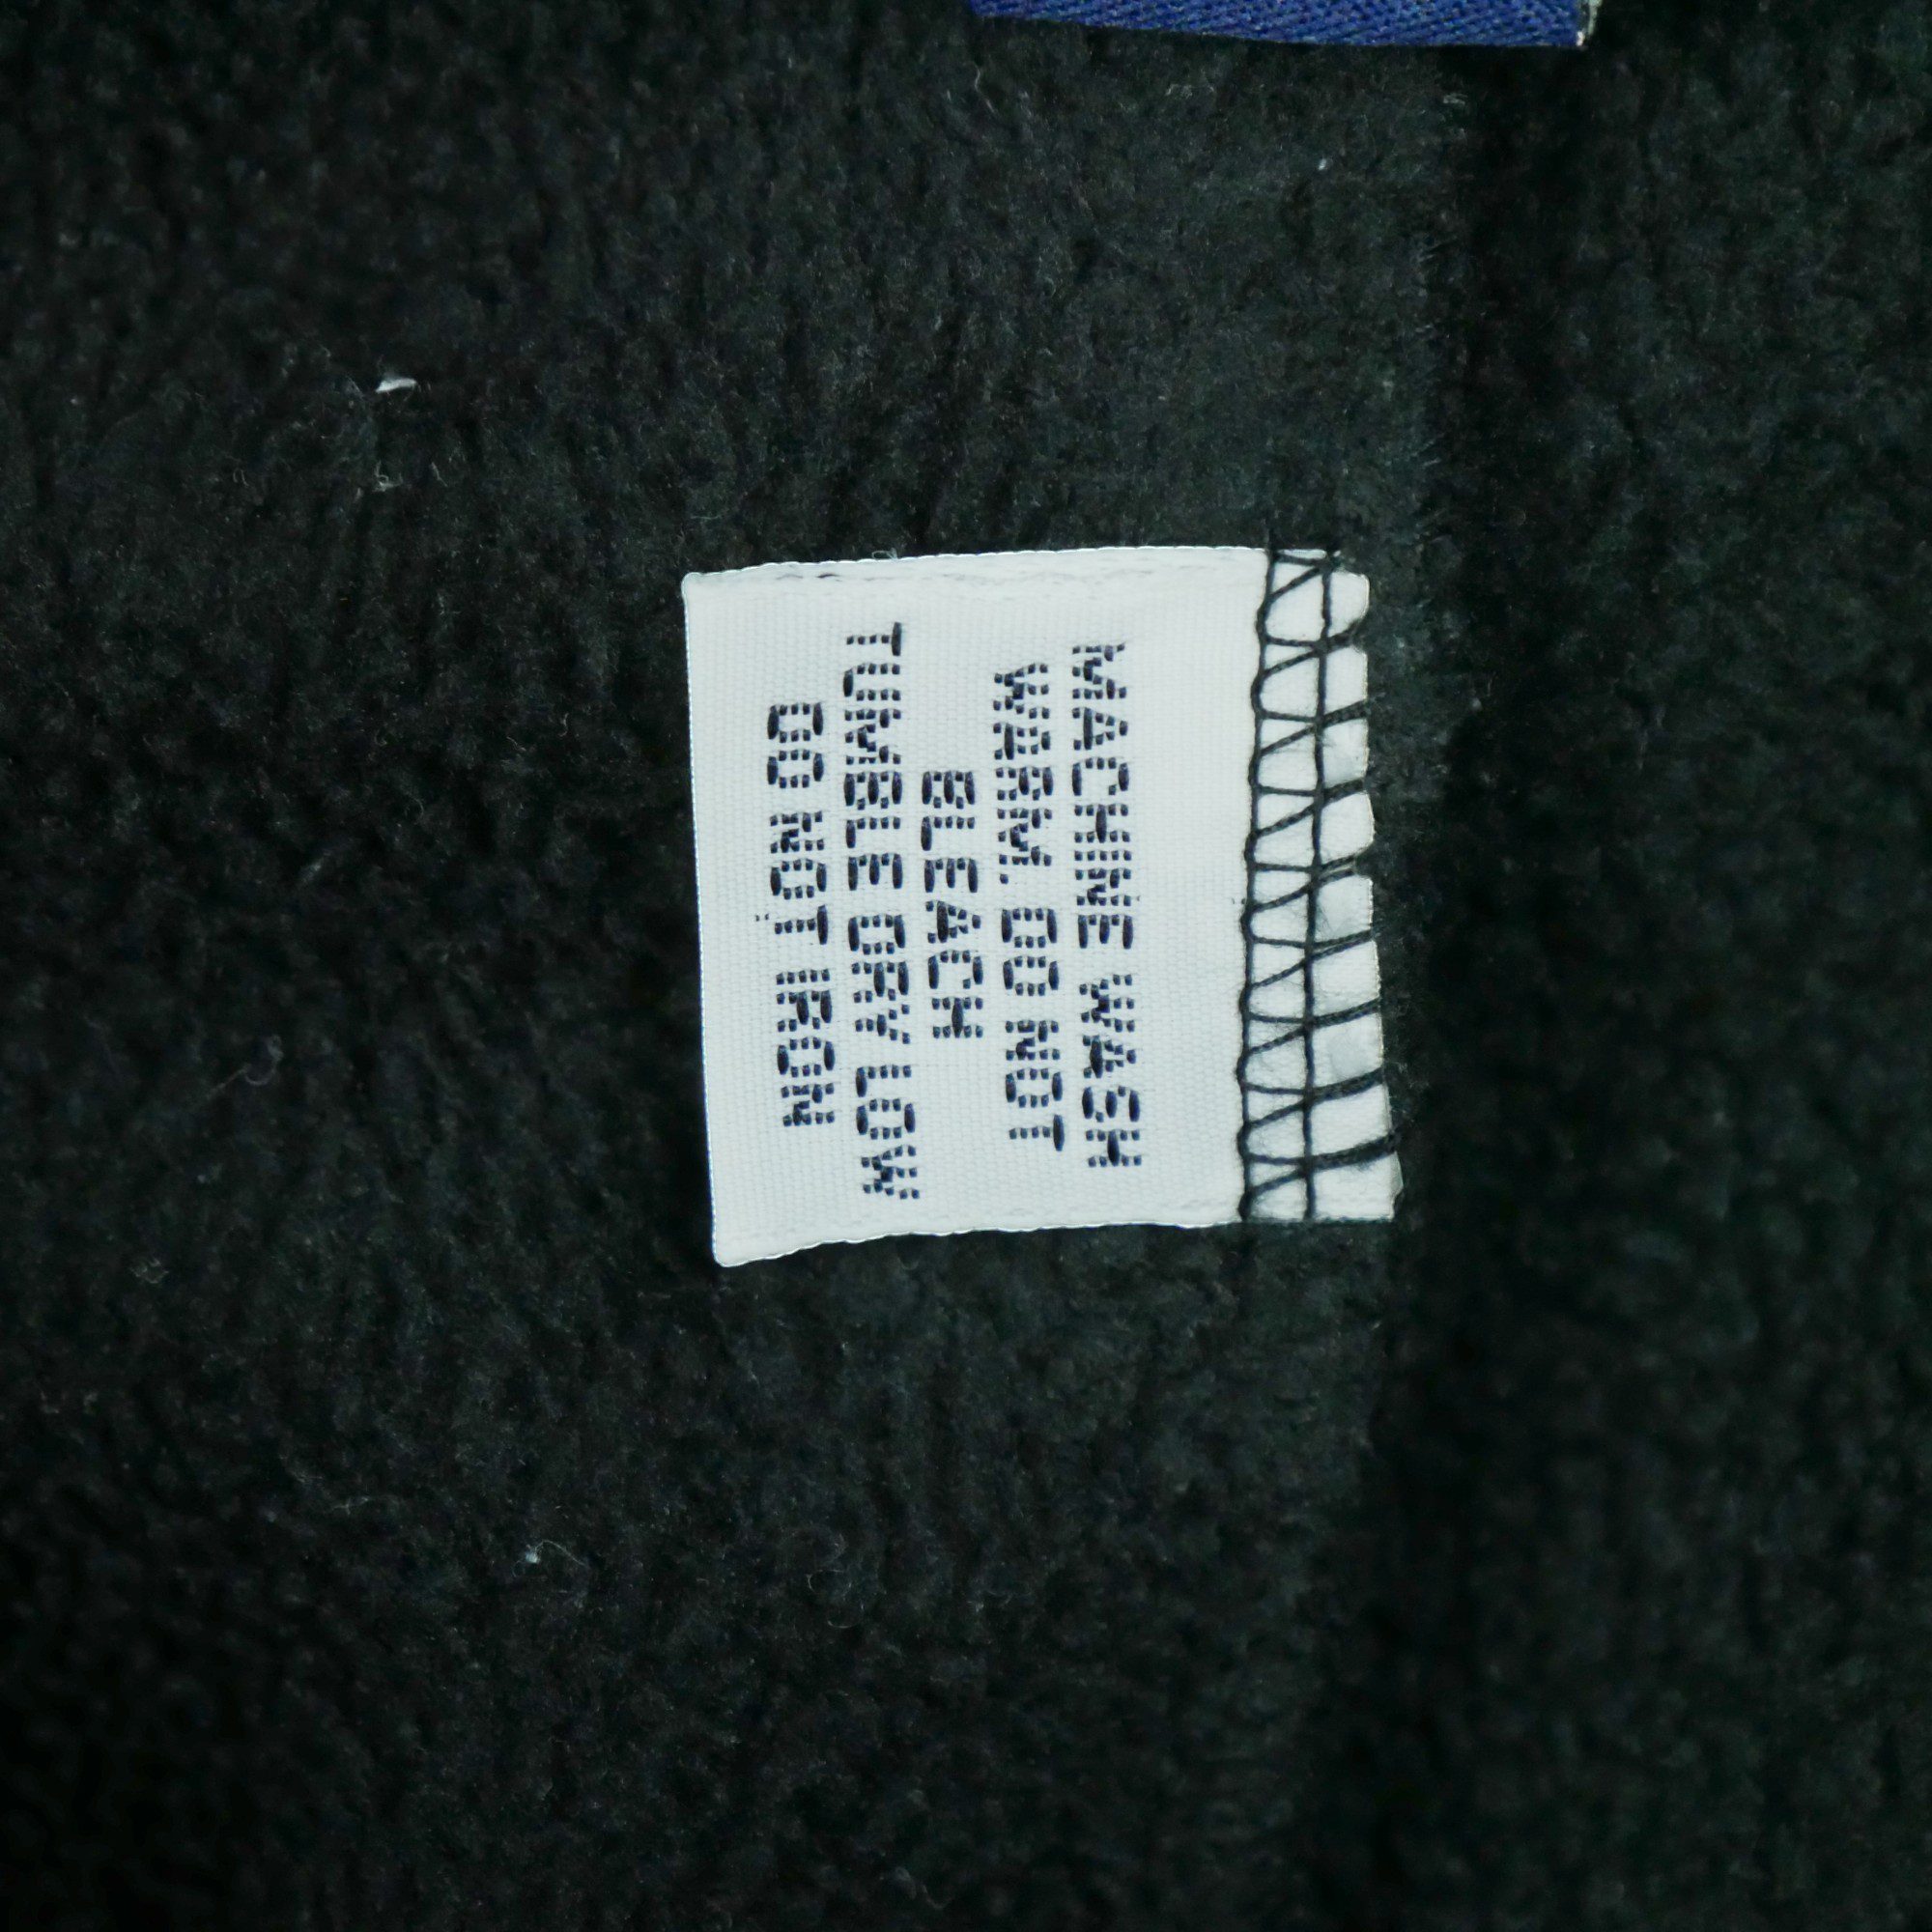 MACHINE WASH
WARM. DO NOT
BLEACH
TUMBLE DRY LOW
DO NOT IRON